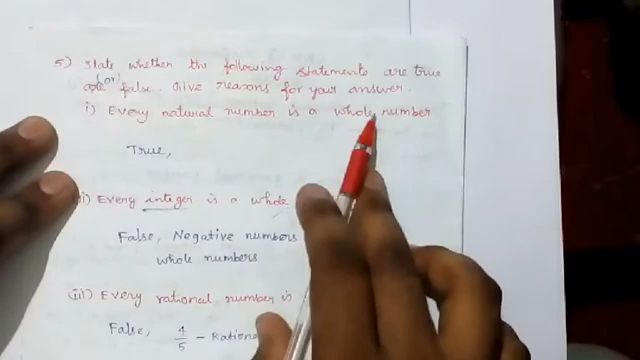 5) State whether the following statements are true
(or)
are false. Give reasons for your answer.
i) Every natural number is a whole number
True,
ii) Every integer is a whole
False, Negative numbers
whole numbers
(iii) Every rational number is
False, 4/5 - Rational